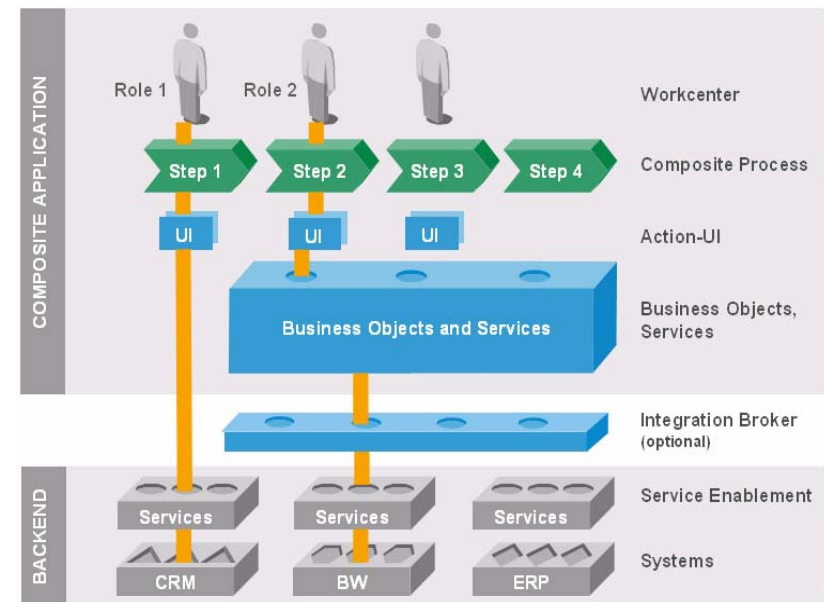 COMPOSITE APPLICATION
Role 1
Role 2
Workcenter
Step 1
Step 2
Step 3
Step 4
Composite Process
UI
UI
UI
Action-UI
Business Objects and Services
Business Objects,
Services
Integration Broker
(optional)
BACKEND
Services
Services
Services
Service Enablement
CRM
BW
ERP
Systems